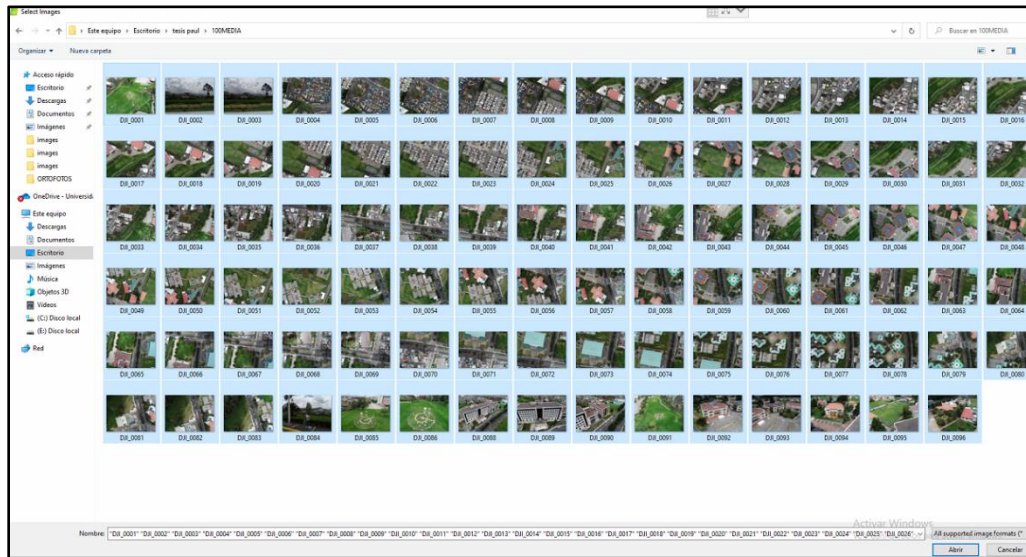 Select Images
Este equipo > Escritorio > tesis paul > 100MEDIA
Buscar en 100MEDIA
Organizar Nueva carpeta
Acceso rápido
Escritorio
Descargas
Documentos
Imágenes
images
images
images
ORTOFOTOS
OneDrive - Universid
Este equipo
Descargas
Documentos
Escritorio
Imágenes
Música
Objetos 3D
Vídeos
(C:) Disco local
(E:) Disco local
Red
DJI_0001 DJI_0002 DJI_0003 DJI_0004 DJI_0005 DJI_0006 DJI_0007 DJI_0008 DJI_0009 DJI_0010 DJI_0011 DJI_0012 DJI_0013 DJI_0014 DJI_0015 DJI_0016
DJI_0017 DJI_0018 DJI_0019 DJI_0020 DJI_0021 DJI_0022 DJI_0023 DJI_0024 DJI_0025 DJI_0026 DJI_0027 DJI_0028 DJI_0029 DJI_0030 DJI_0031 DJI_0032
DJI_0033 DJI_0034 DJI_0035 DJI_0036 DJI_0037 DJI_0038 DJI_0039 DJI_0040 DJI_0041 DJI_0042 DJI_0043 DJI_0044 DJI_0045 DJI_0046 DJI_0047 DJI_0048
DJI_0049 DJI_0050 DJI_0051 DJI_0052 DJI_0053 DJI_0054 DJI_0055 DJI_0056 DJI_0057 DJI_0058 DJI_0059 DJI_0060 DJI_0061 DJI_0062 DJI_0063 DJI_0064
DJI_0065 DJI_0066 DJI_0067 DJI_0068 DJI_0069 DJI_0070 DJI_0071 DJI_0072 DJI_0073 DJI_0074 DJI_0075 DJI_0076 DJI_0077 DJI_0078 DJI_0079 DJI_0080
DJI_0081 DJI_0082 DJI_0083 DJI_0084 DJI_0085 DJI_0086 DJI_0088 DJI_0089 DJI_0090 DJI_0091 DJI_0092 DJI_0093 DJI_0094 DJI_0095 DJI_0096
Activar Windows
Nombre: "DJI_0001" "DJI_0002" "DJI_0003" "DJI_0004" "DJI_0005" "DJI_0006" "DJI_0007" "DJI_0008" "DJI_0009" "DJI_0010" "DJI_0011" "DJI_0012" "DJI_0013" "DJI_0014" "DJI_0015" "DJI_0016" "DJI_0017" "DJI_0018" "DJI_0019" "DJI_0020" "DJI_0021" "DJI_0022" "DJI_0023" "DJI_0024" "DJI_0025" "DJI_0026" All supported image formats (*
Abrir Cancelar